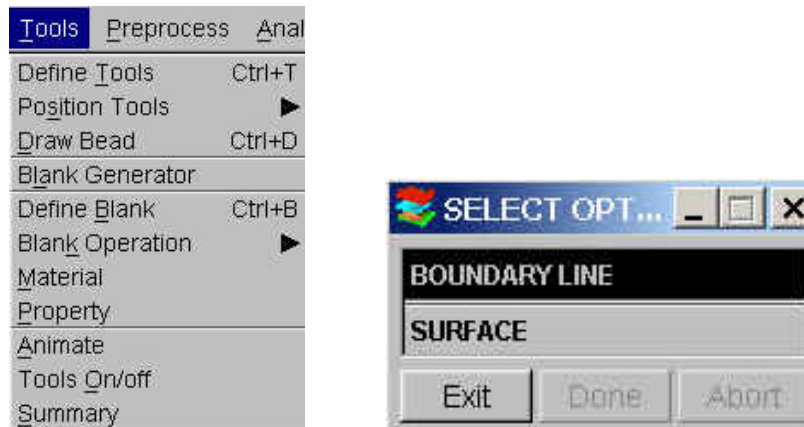 Tools Preprocess Anal
Define Tools Ctrl+T
Position Tools
Draw Bead Ctrl+D
Blank Generator
Define Blank Ctrl+B
Blank Operation
Material
Property
Animate
Tools On/off
Summary
SELECT OPT...
BOUNDARY LINE
SURFACE
Exit Done Abort